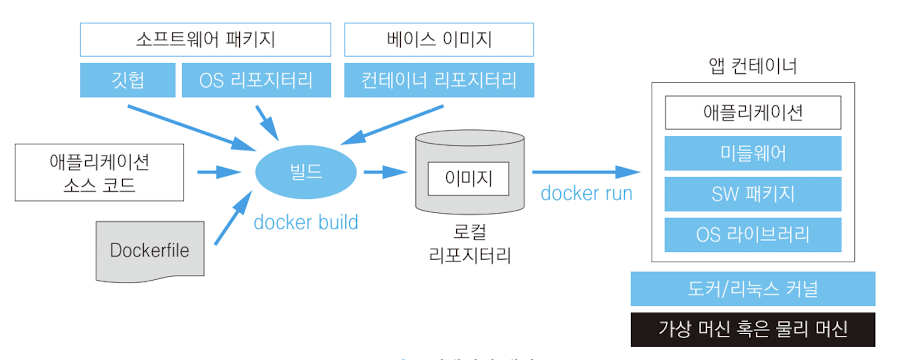 소프트웨어 패키지
베이스 이미지
깃헙
OS 리포지터리
컨테이너 리포지터리
애플리케이션
소스 코드
Dockerfile
빌드
docker build
이미지
로컬
리포지터리
docker run
앱 컨테이너
애플리케이션
미들웨어
SW 패키지
OS 라이브러리
도커/리눅스 커널
가상 머신 혹은 물리 머신